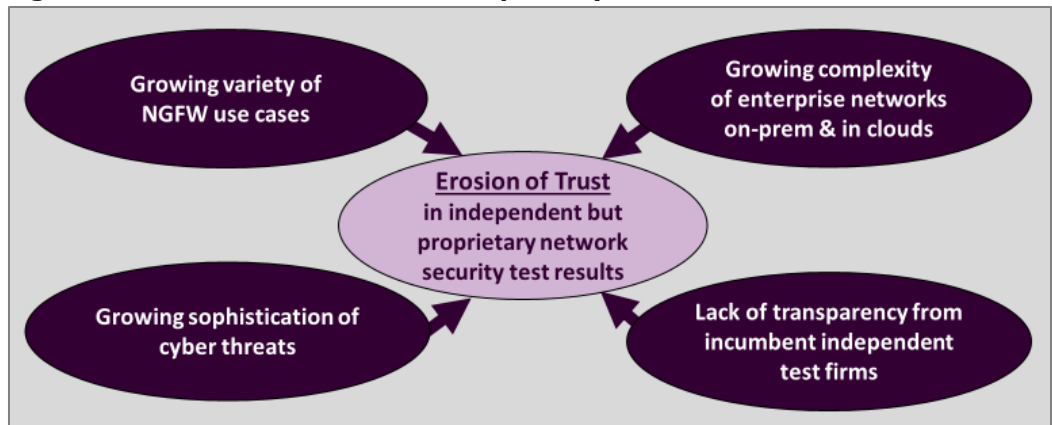 Growing variety of
NGFW use cases
Growing complexity
of enterprise networks
on-prem & in clouds
Erosion of Trust
in independent but
proprietary network
security test results
Growing sophistication of
cyber threats
Lack of transparency from
incumbent independent
test firms